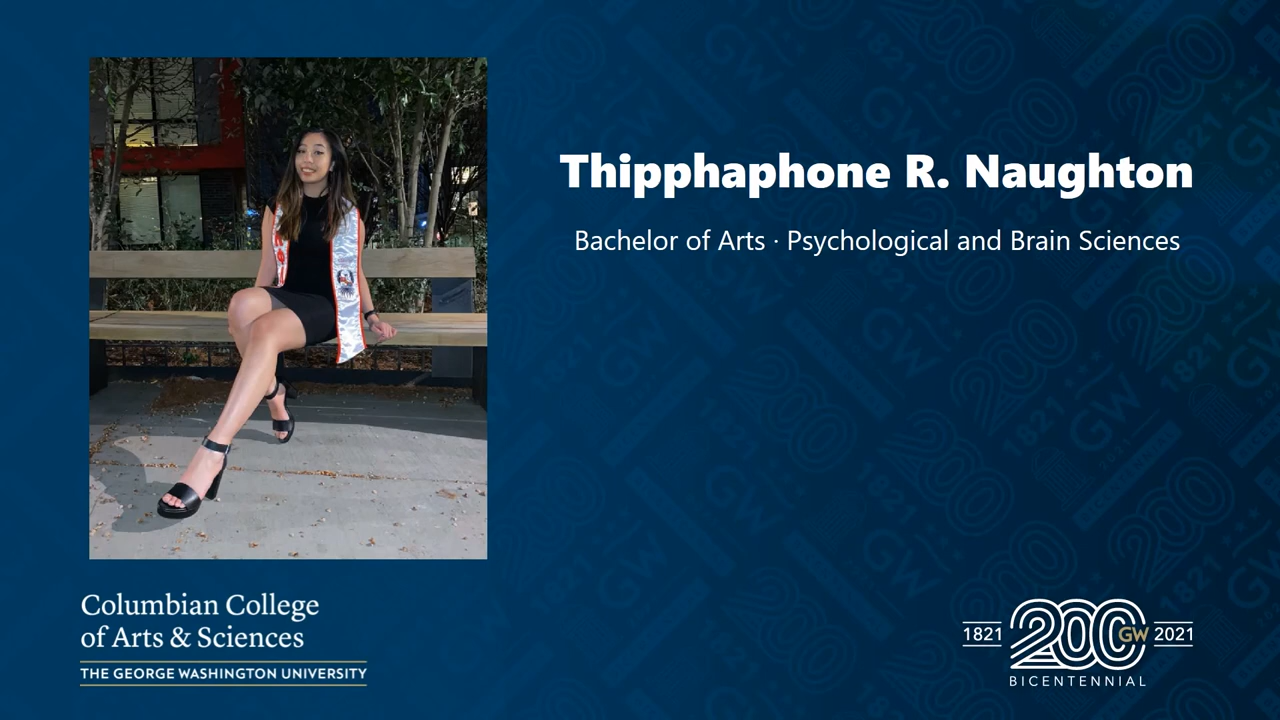 Thipphaphone R. Naughton
Bachelor of Arts · Psychological and Brain Sciences
Columbian College
of Arts & Sciences
THE GEORGE WASHINGTON UNIVERSITY
1821 200 GW 2021
BICENTENNIAL